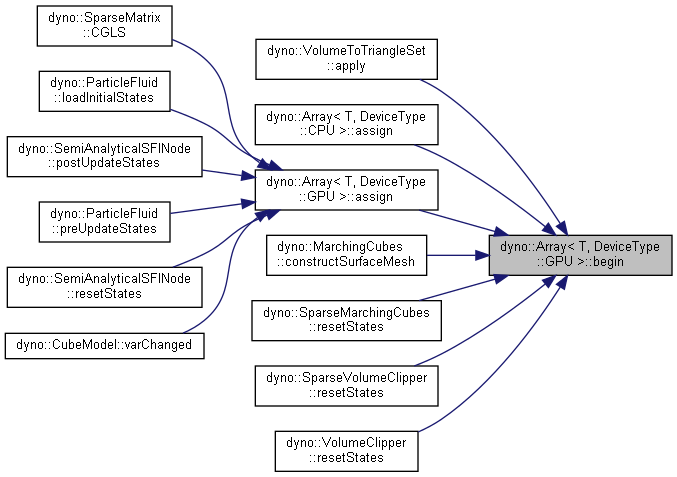 dyno::SparseMatrix
::CGLS
dyno::ParticleFluid
::loadInitialStates
dyno::SemiAnalyticalSFINode
::postUpdateStates
dyno::ParticleFluid
::preUpdateStates
dyno::SemiAnalyticalSFINode
::resetStates
dyno::CubeModel::varChanged
dyno::VolumeToTriangleSet
::apply
dyno::Array< T, DeviceType
::CPU >::assign
dyno::Array< T, DeviceType
::GPU >::assign
dyno::MarchingCubes
::constructSurfaceMesh
dyno::SparseMarchingCubes
::resetStates
dyno::SparseVolumeClipper
::resetStates
dyno::VolumeClipper
::resetStates
dyno::Array< T, DeviceType
::GPU >::begin